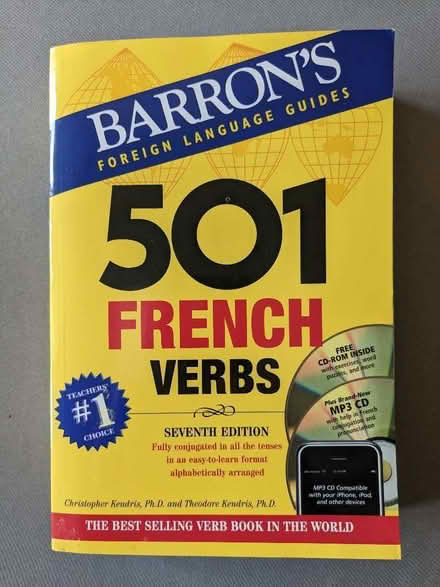 BARRON'S
FOREIGN LANGUAGE GUIDES
501
FRENCH
VERBS
FREE
CD-ROM INSIDE
with exercises, word
puzzles, and more
Plus Brand-New
MP3 CD
with help in French
conjugation and
pronunciation
TEACHERS'
#1
CHOICE
SEVENTH EDITION
Fully conjugated in all the tenses
in an easy-to-learn format
alphabetically arranged
MP3 CD Compatible
with your iPhone, iPod,
and other devices
Christopher Kendris, Ph.D. and Theodore Kendris, Ph.D.
THE BEST SELLING VERB BOOK IN THE WORLD